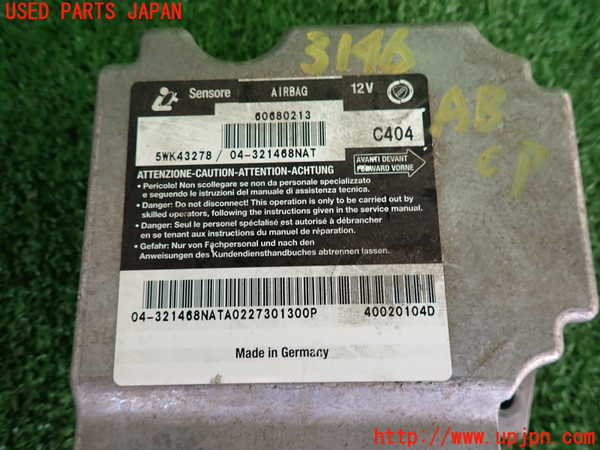 USED PARTS JAPAN
3146
AB
CP
Sensore AIRBAG 12V
60680213
C404
5WK43278 / 04-321468NAT
AVANTI DEVANT
FORWARD VORNE
ATTENZIONE-CAUTION-ATTENTION-ACHTUNG
• Pericolo! Non scollegare se non da personale specializzato
e seguendo le istruzioni del manuale di assistenza tecnica.
• Danger: Do not disconnect! This operation is only to be carried out by
skilled operators, following the instructions given in the service manual.
• Danger: Seul le personel spécialisé est autorisé à débrancher
en se tenant aux instructions du manuel de réparation.
• Gefahr: Nur von Fachpersonal und nach den
Anweisungen des Kundendiensthandbuches abtrennen lassen.
04-321468NATA0227301300P 40020104D
Made in Germany
http://www.upjpn.com/